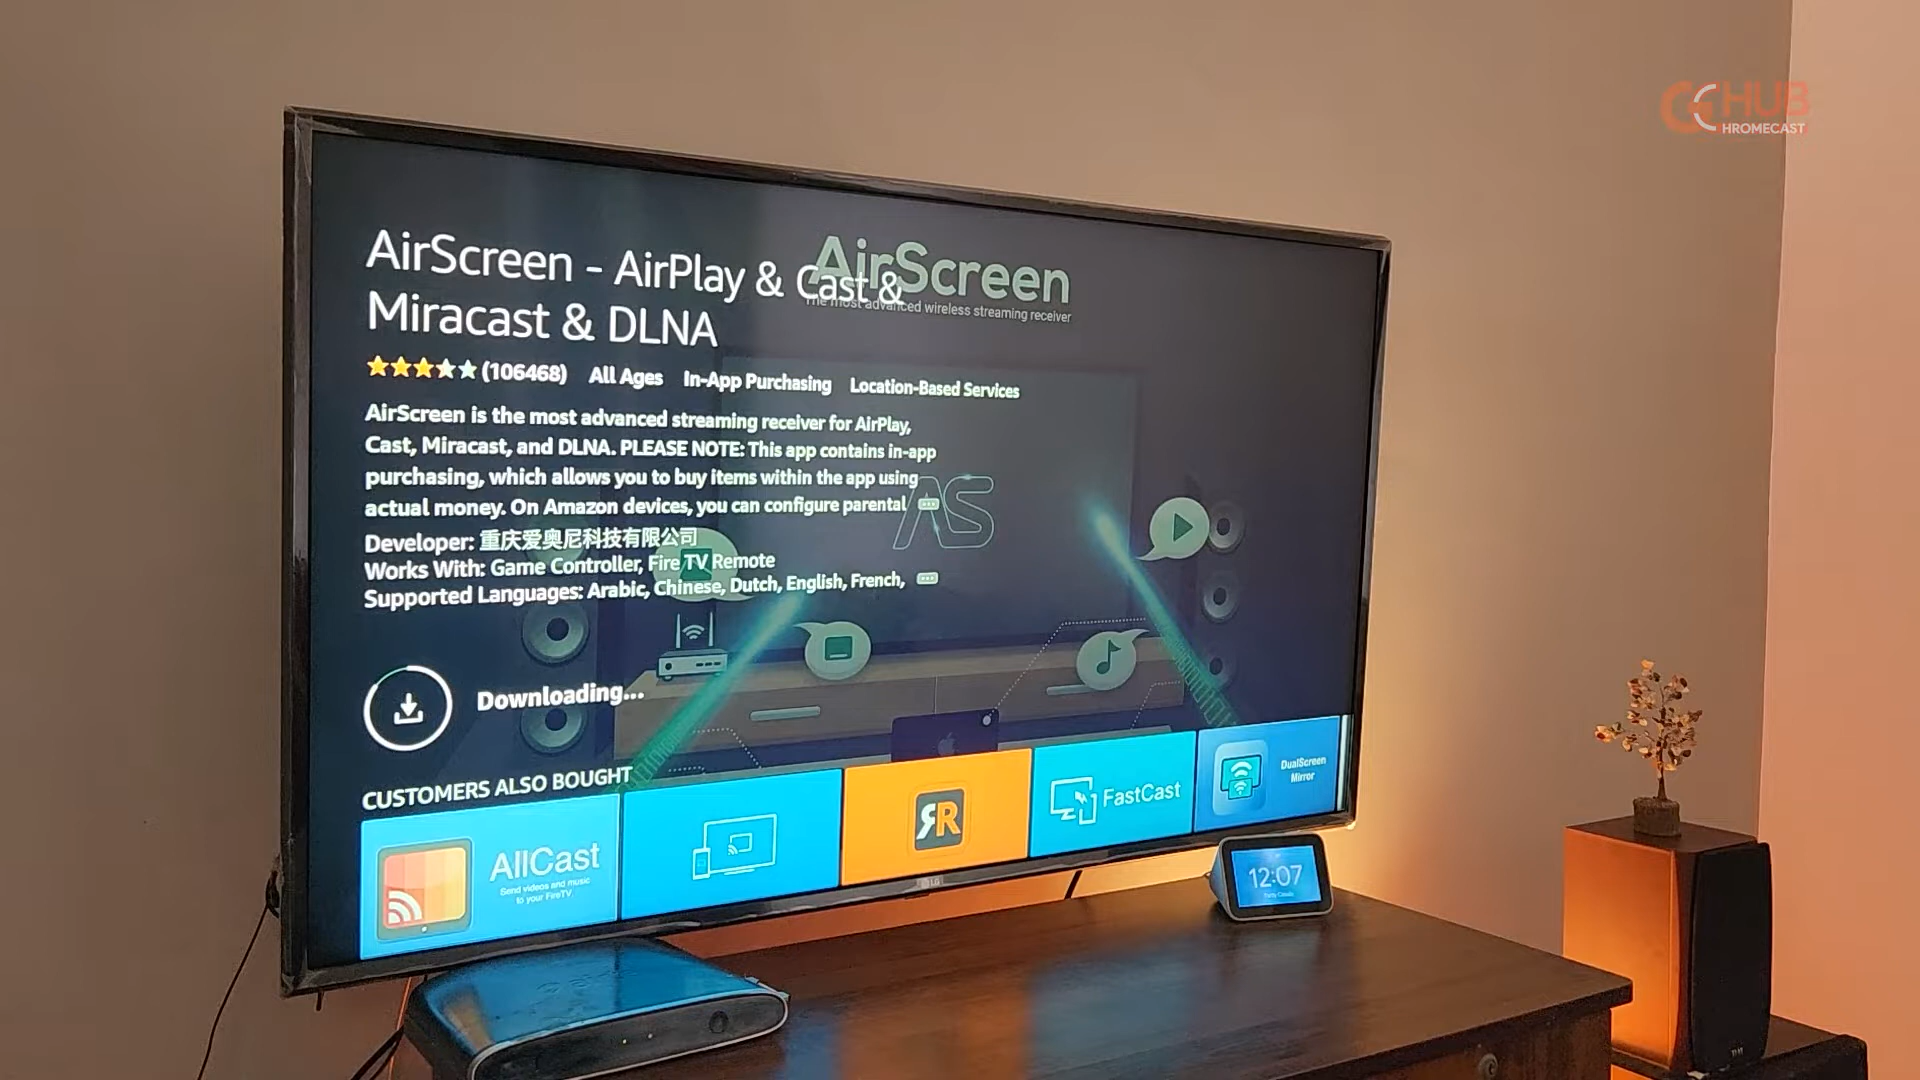 HUB
HROMECAST
AirScreen - AirPlay & Cast &
Miracast & DLNA
AirScreen
The most advanced wireless streaming receiver
(106468) All Ages In-App Purchasing Location-Based Services
AirScreen is the most advanced streaming receiver for AirPlay,
Cast, Miracast, and DLNA. PLEASE NOTE: This app contains in-app
purchasing, which allows you to buy items within the app using
actual money. On Amazon devices, you can configure parental
AS
Developer: 重庆爱奥尼科技有限公司
Works With: Game Controller, Fire TV Remote
Supported Languages: Arabic, Chinese, Dutch, English, French,
Downloading...
CUSTOMERS ALSO BOUGHT
AllCast
Send videos and music
to your FireTV
RR
FastCast
DualScreen
Mirror
LG
12:07